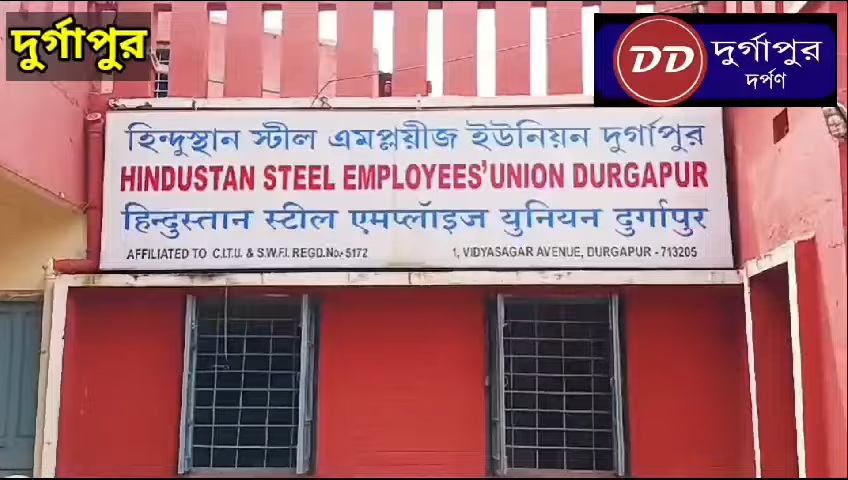 দুর্গাপুর
DD দুর্গাপুর
দর্পণ
হিন্দুস্থান স্টীল এমপ্লয়ীজ ইউনিয়ন দুর্গাপুর
HINDUSTAN STEEL EMPLOYEES' UNION DURGAPUR
हिन्दुस्तान स्टील एमप्लॉइज युनियन दुर्गापुर
AFFILIATED TO C.I.T.U. & S.W.F.I. REGD.No.-5172 1, VIDYASAGAR AVENUE, DURGAPUR - 713205